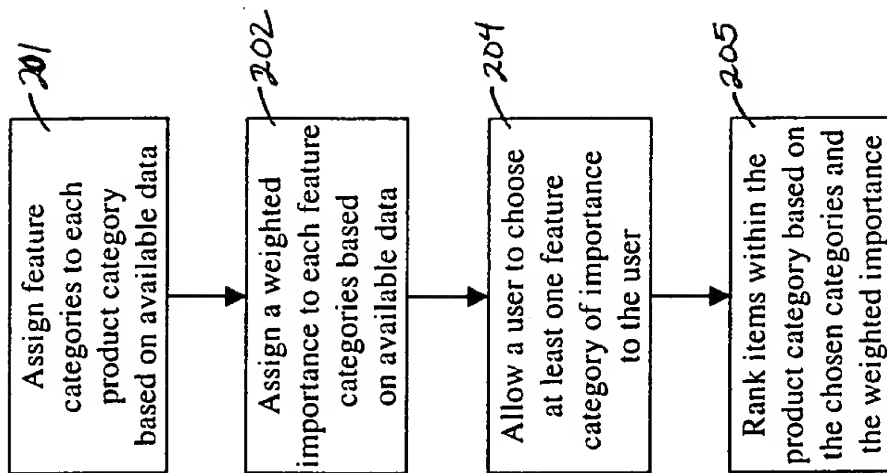 201
Assign feature
categories to each
product category
based on available data
202
Assign a weighted
importance to each feature
categories based
on available data
204
Allow a user to choose
at least one feature
category of importance
to the user
205
Rank items within the
product category based on
the chosen categories and
the weighted importance